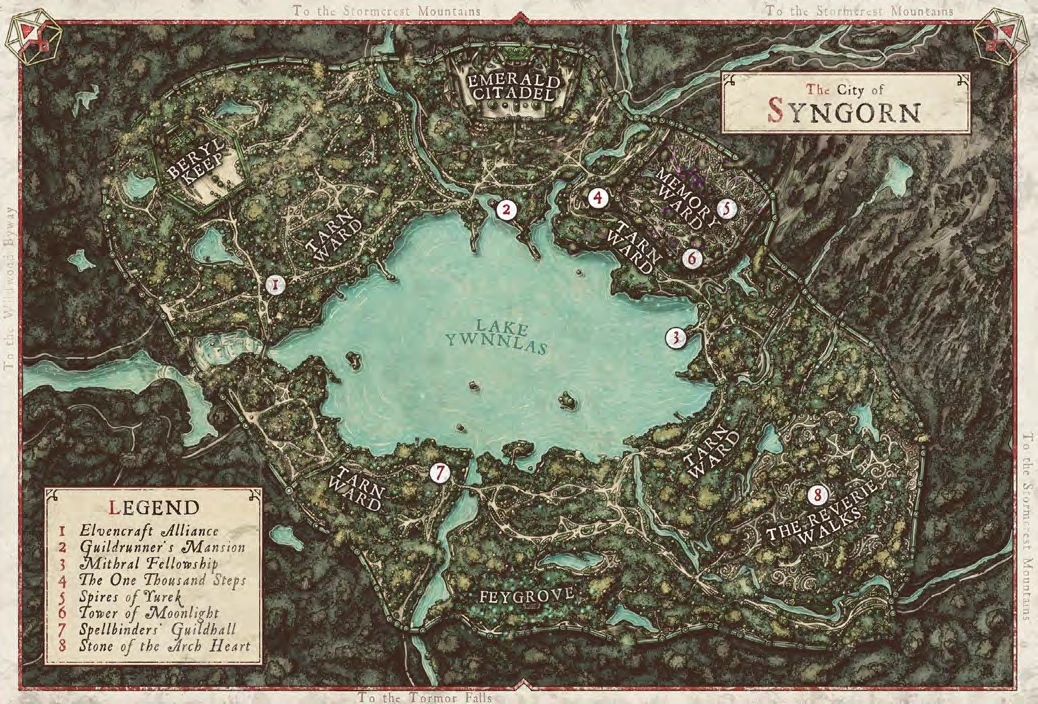 To the Stormcrest Mountains
To the Stormcrest Mountains
The City of
SYNGORN
EMERALD
CITADEL
BERYL
KEEP
MEMORY
WARD
5
4
2
TARN
WARD
TARN
WARD
6
1
LAKE
YWNNLAS
3
To the Wildwood Byway
TARN
WARD
TARN
WARD
7
8
THE REVERIE
WALKS
FEYGROVE
To the Stormcrest Mountains
LEGEND
1 Elvencraft Alliance
2 Guildrunner's Mansion
3 Mithral Fellowship
4 The One Thousand Steps
5 Spires of Yurek
6 Tower of Moonlight
7 Spellbinders' Guildhall
8 Stone of the Arch Heart
To the Tormor Falls